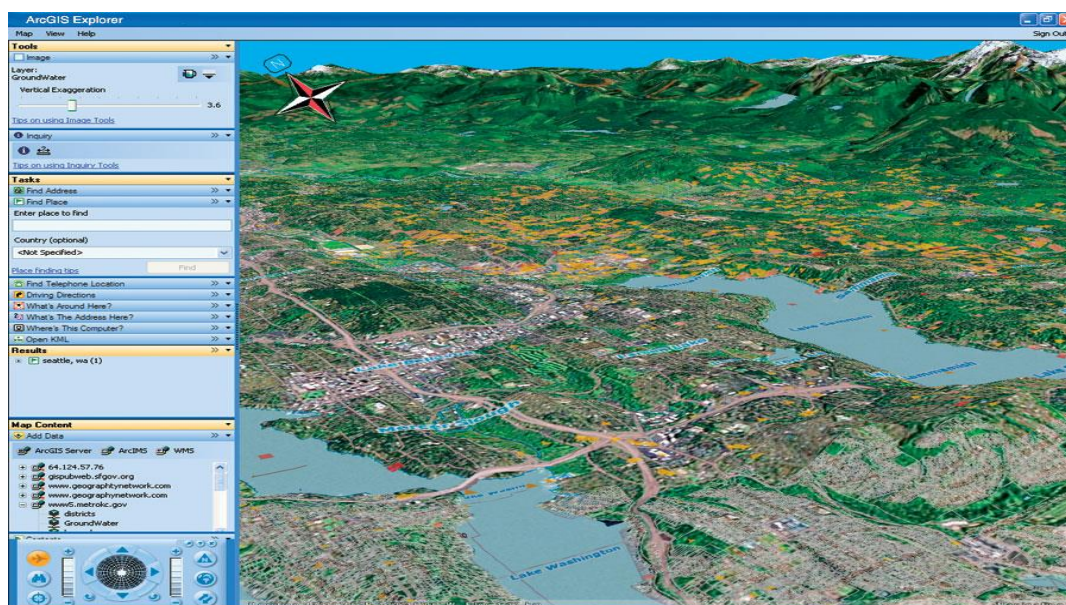 ArcGIS Explorer
Map View Help
Sign Out
Tools
Image
Layer:
GroundWater
Vertical Exaggeration
3.6
Tips on using Image Tools
Inquiry
Tips on using Inquiry Tools
Tasks
Find Address
Find Place
Enter place to find
Country (optional)
<Not Specified>
Place finding tips
Find
Find Telephone Location
Driving Directions
What's Around Here?
What's The Address Here?
Where's This Computer?
Open KML
Results
seattle, wa (1)
Map Content
Add Data
ArcGIS Server ArcIMS WMS
64.124.57.76
gispubweb.sfgov.org
www.geographtynetwork.com
www.geographynetwork.com
www5.metrokc.gov
districts
GroundWater
N
Lake Washington